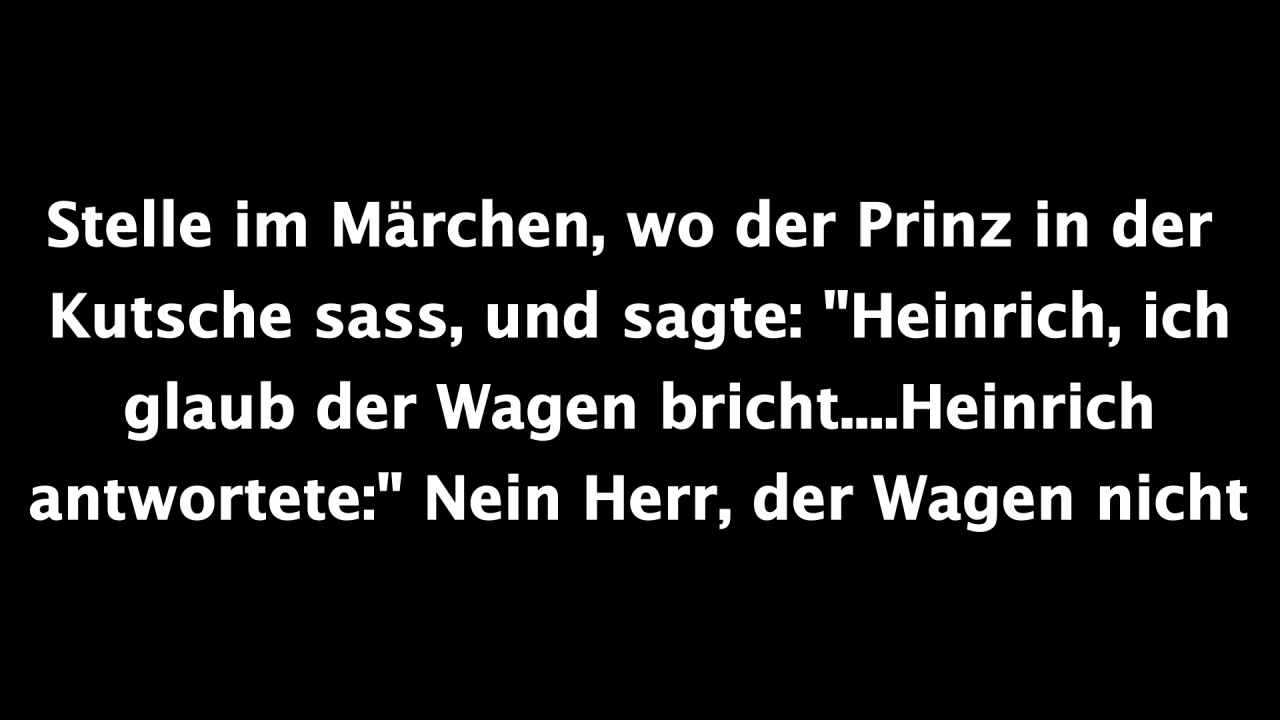 Stelle im Märchen, wo der Prinz in der
Kutsche sass, und sagte: "Heinrich, ich
glaub der Wagen bricht....Heinrich
antwortete:" Nein Herr, der Wagen nicht